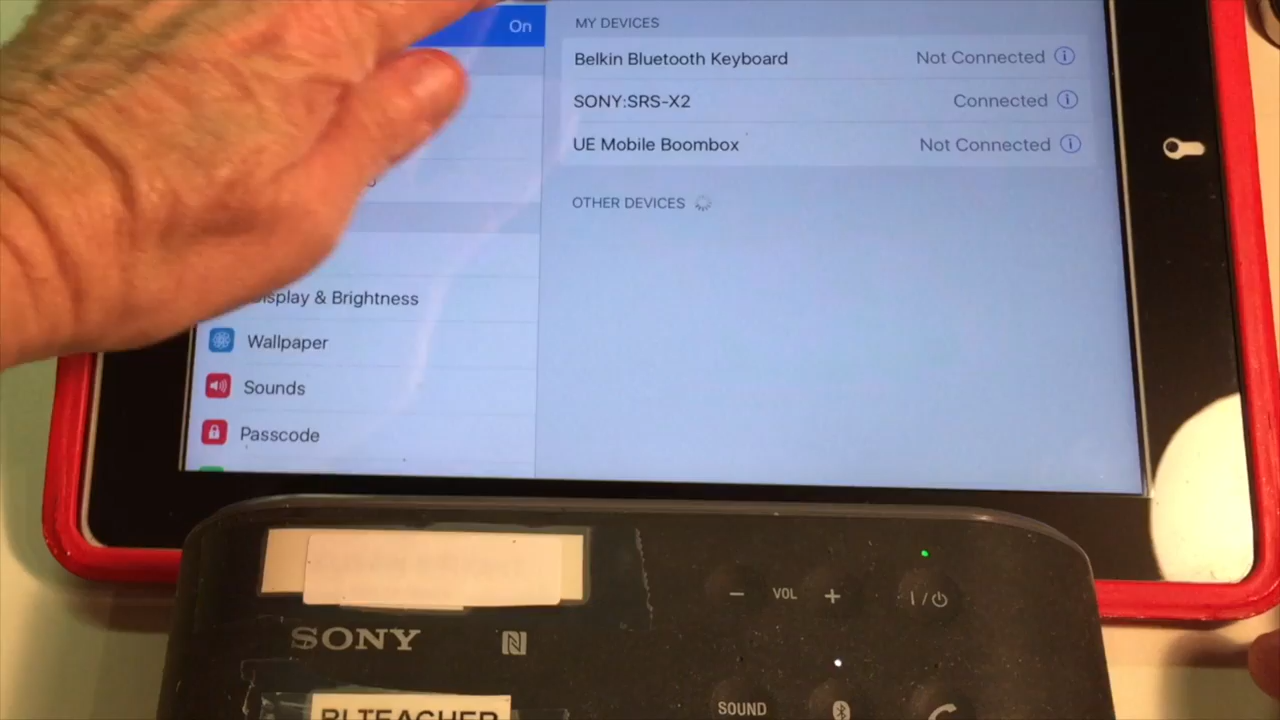 On
MY DEVICES
Belkin Bluetooth Keyboard Not Connected
SONY:SRS-X2 Connected
UE Mobile Boombox Not Connected
OTHER DEVICES
Display & Brightness
Wallpaper
Sounds
Passcode
VOL
SONY
SOUND
TEACHER